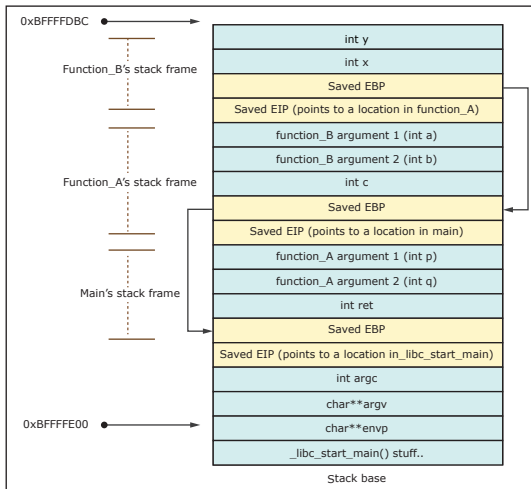 0xBFFFFDBC
Function_B's stack frame
Function_A's stack frame
Main's stack frame
0xBFFFFE00
int y
int x
Saved EBP
Saved EIP (points to a location in function_A)
function_B argument 1 (int a)
function_B argument 2 (int b)
int c
Saved EBP
Saved EIP (points to a location in main)
function_A argument 1 (int p)
function_A argument 2 (int q)
int ret
Saved EBP
Saved EIP (points to a location in_libc_start_main)
int argc
char**argv
char**envp
_libc_start_main() stuff..
Stack base